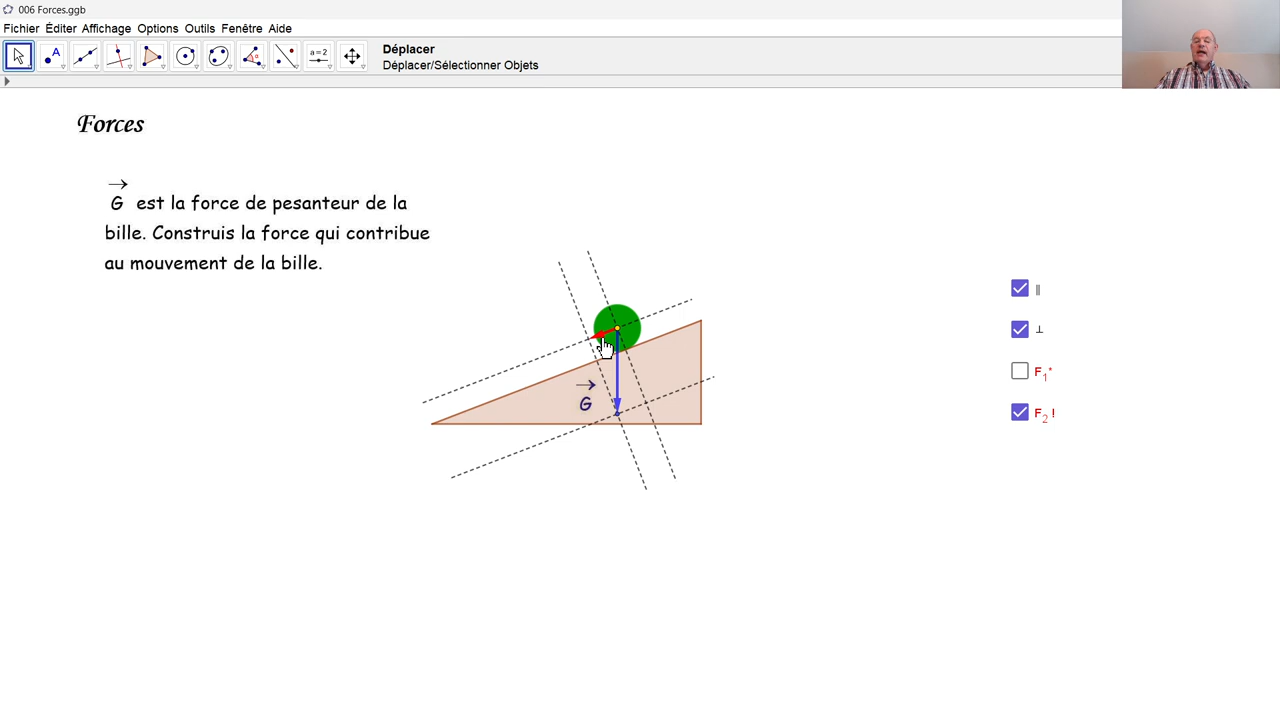 006 Forces.ggb
Fichier Éditer Affichage Options Outils Fenêtre Aide
A
a=2
Déplacer
Déplacer/Sélectionner Objets
Forces
G est la force de pesanteur de la
bille. Construis la force qui contribue
au mouvement de la bille.
G
∥
⊥
F1"
F2 !